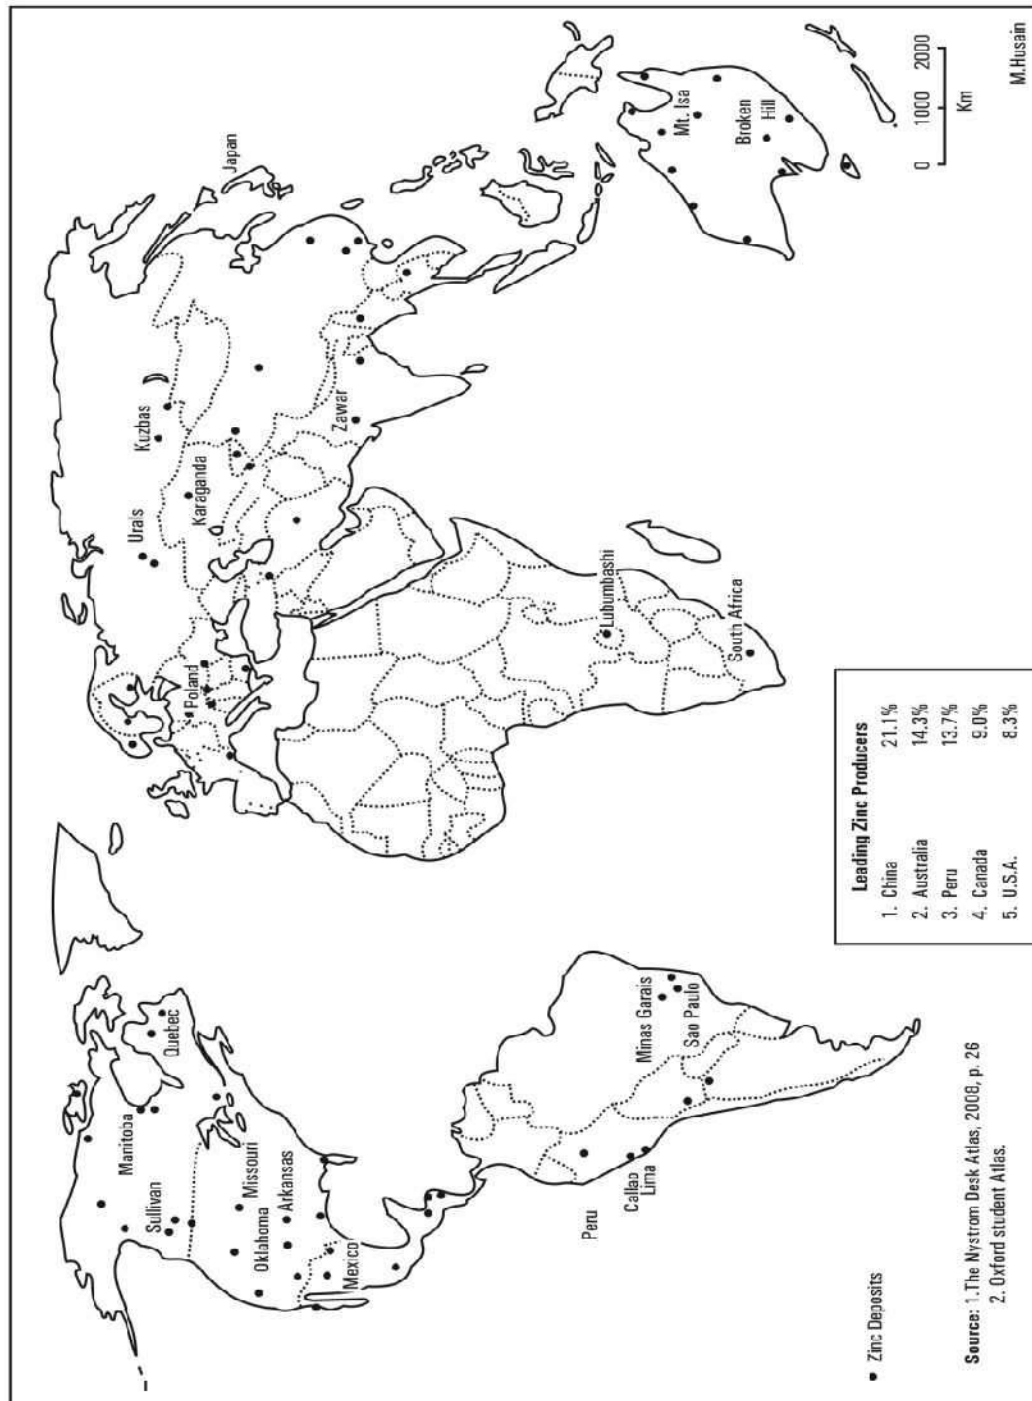 Japan
Kuzbas
Urais
Karaganda
Zawar
Poland
Lubumbashi
South Africa
Mt. Isa
Broken
Hill
0 1000 2000
Km
M.Husain
Quebec
Manitoba
Sullivan
Missouri
Oklahoma
Arkansas
Mexico
Peru
Callao
Lima
Minas Garais
Sao Paulo
Leading Zinc Producers
1. China 21.1%
2. Australia 14.3%
3. Peru 13.7%
4. Canada 9.0%
5. U.S.A. 8.3%
Zinc Deposits
Source: 1.The Nystrom Desk Atlas, 2008, p. 26
2. Oxford student Atlas.